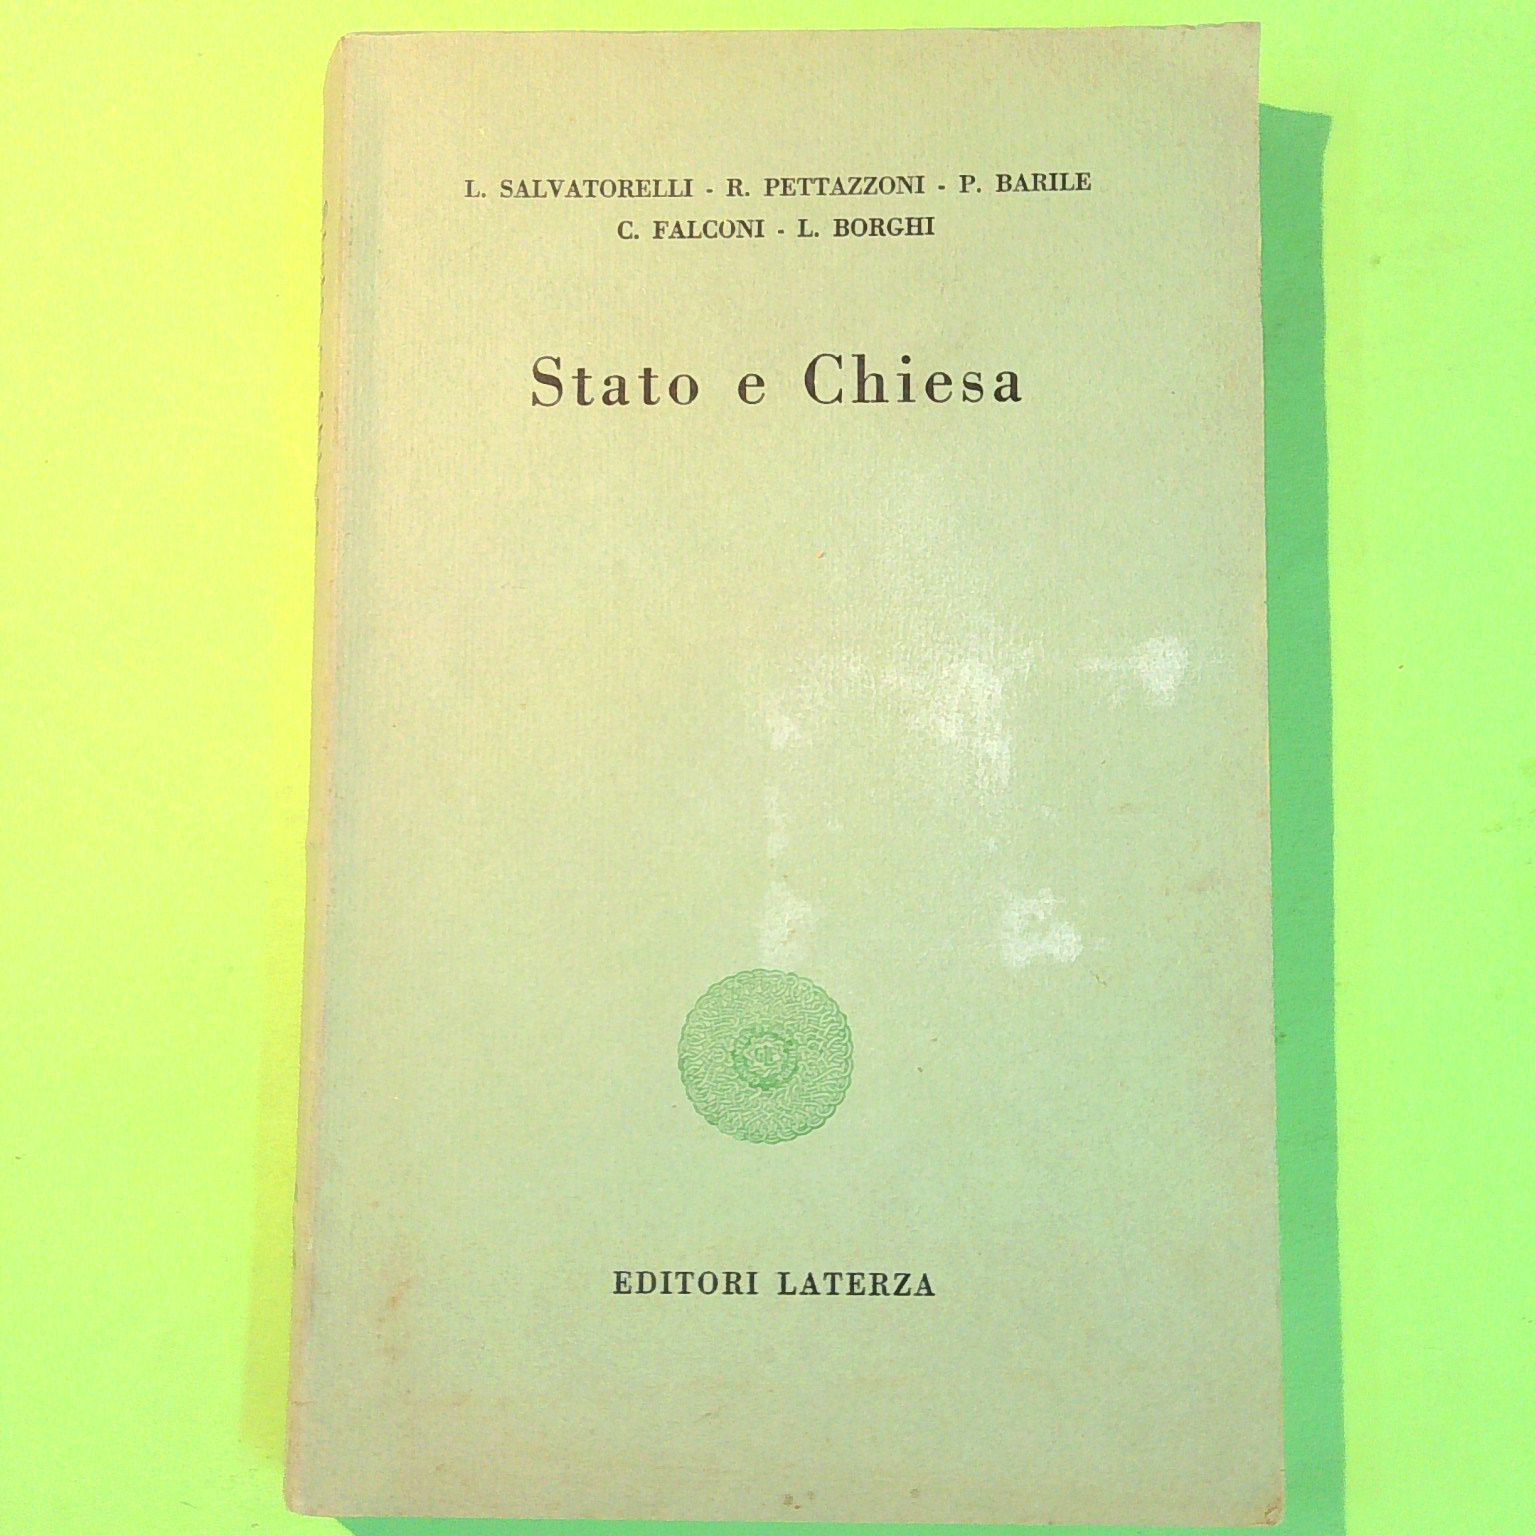 L. SALVATORELLI - R. PETTAZZONI - P. BARILE
C. FALCONI - L. BORGHI
Stato e Chiesa
EDITORI LATERZA